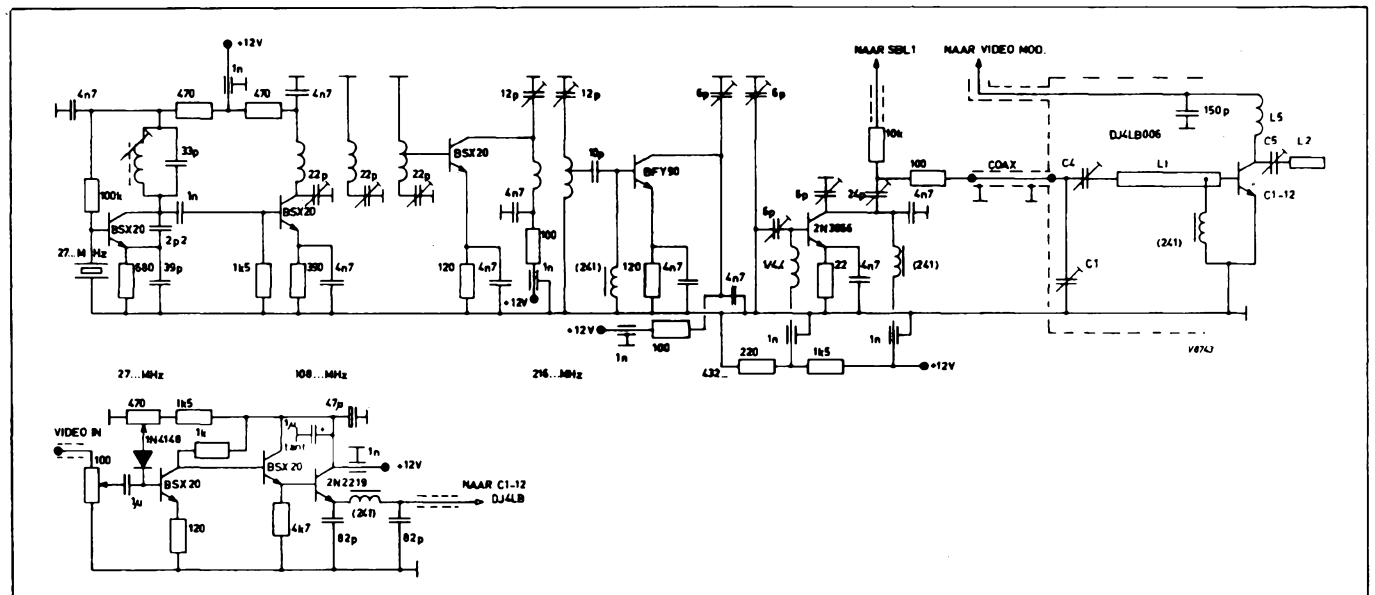 +12V
NAAR SBL1
NAAR VIDEO MOD.
4n7
1n
470
470
4n7
12p
12p
6p
6p
150p
L5
DJ4LB006
10k
33p
BSX20
10p
BFY90
100
COAX
C4
L1
C5
L2
22p
22p
22p
6p
24p
4n7
C1-12
100k
1n
BSX20
4n7
100
6p
2N3866
BSX20
2p2
27...MHz
680
39p
1k5
390
4n7
120
4n7
1n
+12V
(241)
120
4n7
4n7
22
4n7
(241)
(241)
C1
+12V
1n
100
1n
1n
220
1k5
+12V
V8743
27...MHz
108...MHz
216...MHz
432_
470
1k5
47µ
VIDEO IN
1N4148
1k
1µ
tant
1n
+12V
100
1µ
BSX20
BSX20
2N2219
(241)
NAAR C1-12
DJ4LB
120
4k7
82p
82p